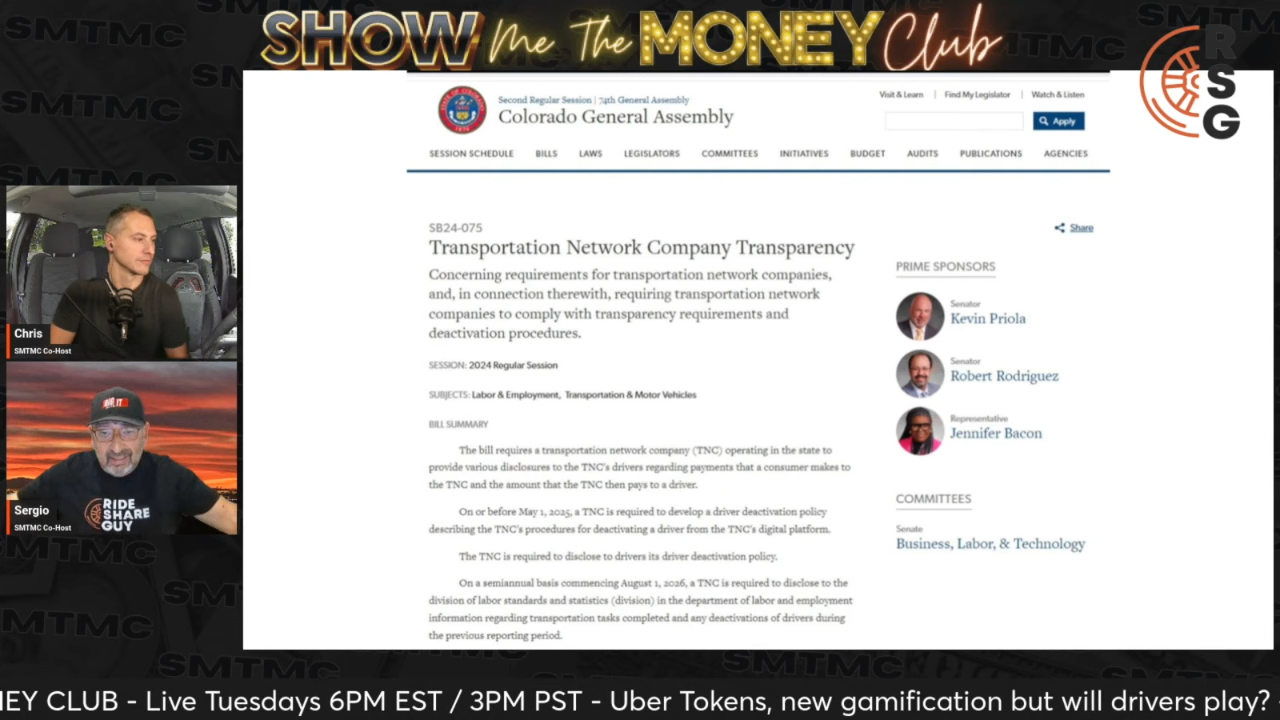 SHOW Me The MONEY Club
RSG
Second Regular Session | 74th General Assembly
Colorado General Assembly
Visit & Learn | Find My Legislator | Watch & Listen
Apply
SESSION SCHEDULE BILLS LAWS LEGISLATORS COMMITTEES INITIATIVES BUDGET AUDITS PUBLICATIONS AGENCIES
SB24-075
Share
Transportation Network Company Transparency
Concerning requirements for transportation network companies,
and, in connection therewith, requiring transportation network
companies to comply with transparency requirements and
deactivation procedures.
SESSION: 2024 Regular Session
SUBJECTS: Labor & Employment, Transportation & Motor Vehicles
BILL SUMMARY
The bill requires a transportation network company (TNC) operating in the state to
provide various disclosures to the TNC's drivers regarding payments that a consumer makes to
the TNC and the amount that the TNC then pays to a driver.
On or before May 1, 2025, a TNC is required to develop a driver deactivation policy
describing the TNC's procedures for deactivating a driver from the TNC's digital platform.
The TNC is required to disclose to drivers its driver deactivation policy.
On a semiannual basis commencing August 1, 2026, a TNC is required to disclose to the
division of labor standards and statistics (division) in the department of labor and employment
information regarding transportation tasks completed and any deactivations of drivers during
the previous reporting period.
PRIME SPONSORS
Senator
Kevin Priola
Senator
Robert Rodriguez
Representative
Jennifer Bacon
COMMITTEES
Senate
Business, Labor, & Technology
Chris
SMTMC Co-Host
RIDE
SHARE
GUY
Sergio
SMTMC Co-Host
SMTMC
NEY CLUB - Live Tuesdays 6PM EST / 3PM PST - Uber Tokens, new gamification but will drivers play?